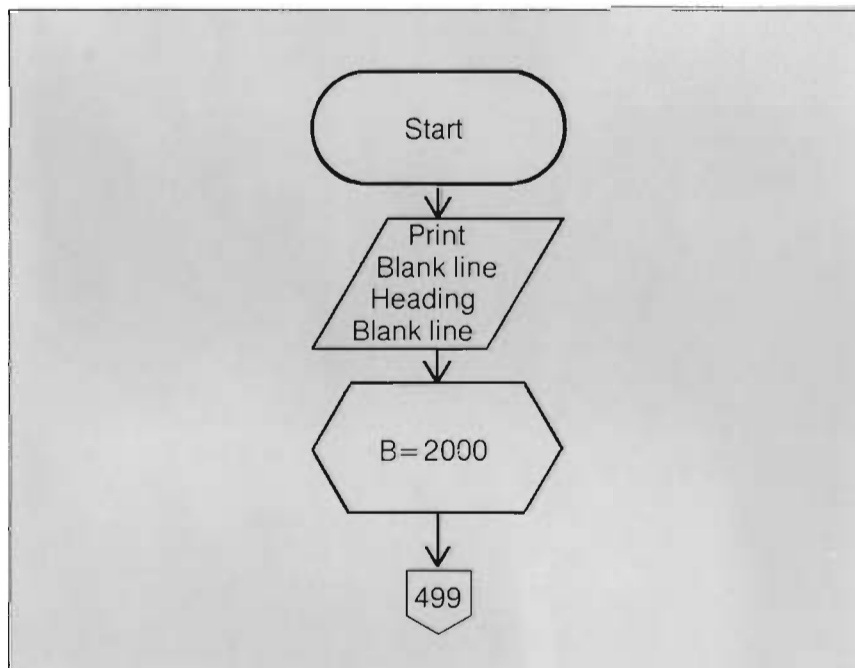 Start
Print
Blank line
Heading
Blank line
B=2000
499